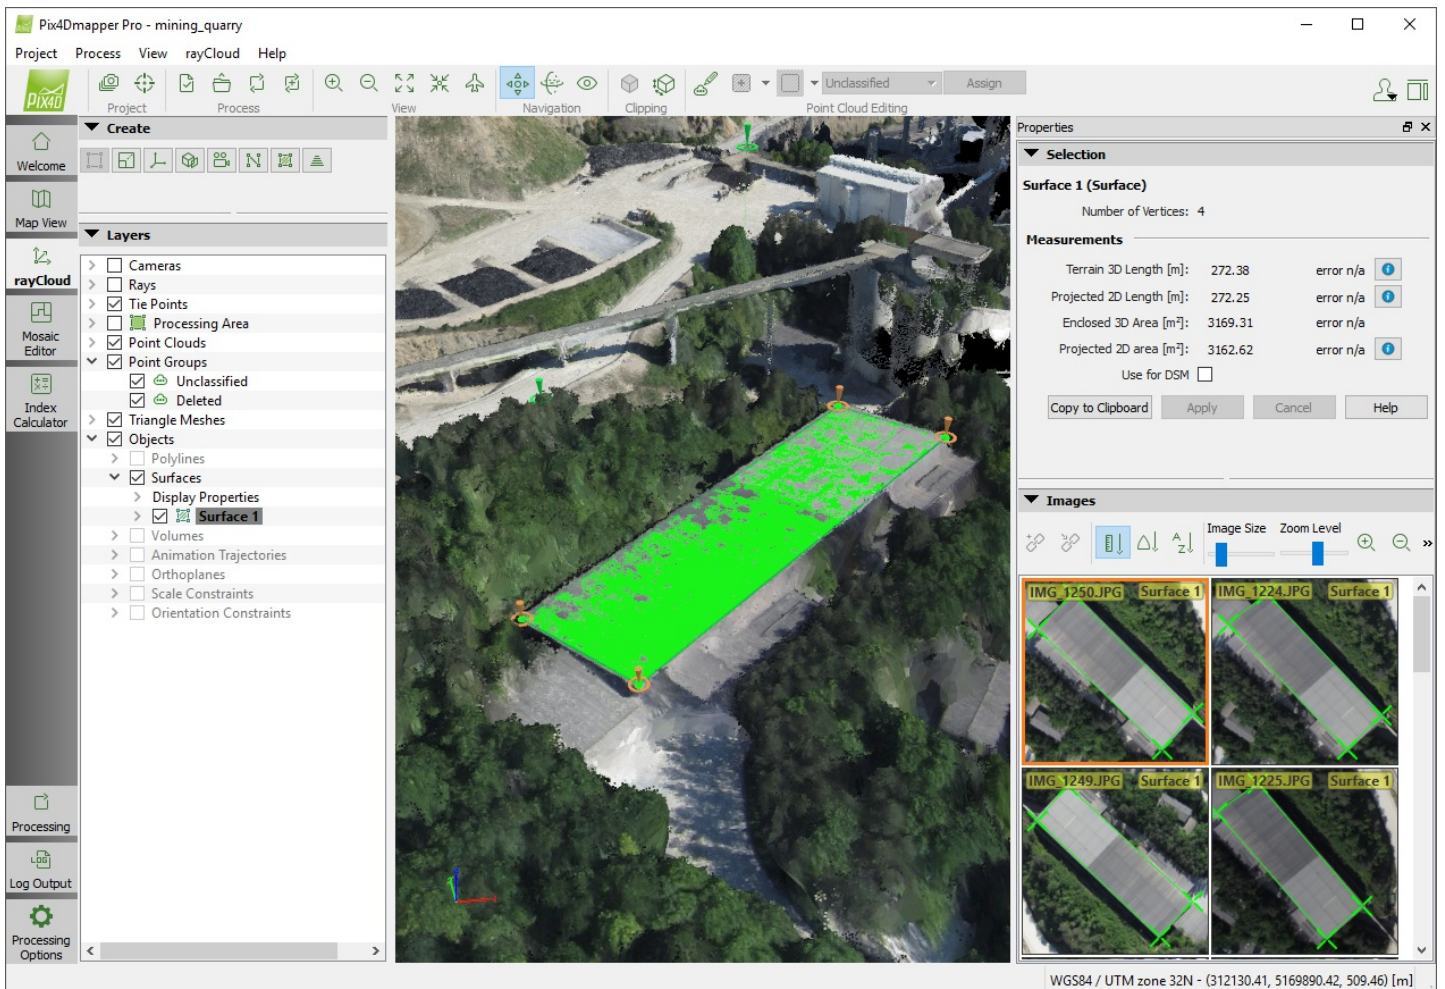 Pix4Dmapper Pro - mining_quarry
Project Process View rayCloud Help
PIX4D
Unclassified Assign
Project Process View Navigation Clipping Point Cloud Editing
Welcome
Map View
rayCloud
Mosaic
Editor
Index
Calculator
Processing
LOG
Log Output
Processing
Options
Create
Layers
Cameras
Rays
Tie Points
Processing Area
Point Clouds
Point Groups
Unclassified
Deleted
Triangle Meshes
Objects
Polylines
Surfaces
Display Properties
Surface 1
Volumes
Animation Trajectories
Orthoplanes
Scale Constraints
Orientation Constraints
Properties
Selection
Surface 1 (Surface)
Number of Vertices: 4
Measurements
Terrain 3D Length [m]: 272.38 error n/a
Projected 2D Length [m]: 272.25 error n/a
Enclosed 3D Area [m²]: 3169.31 error n/a
Projected 2D area [m²]: 3162.62 error n/a
Use for DSM
Copy to Clipboard Apply Cancel Help
Images
A
Z
Image Size Zoom Level
IMG_1250.JPG Surface 1
IMG_1224.JPG Surface 1
IMG_1249.JPG Surface 1
IMG_1225.JPG Surface 1
WGS84 / UTM zone 32N - (312130.41, 5169890.42, 509.46) [m]